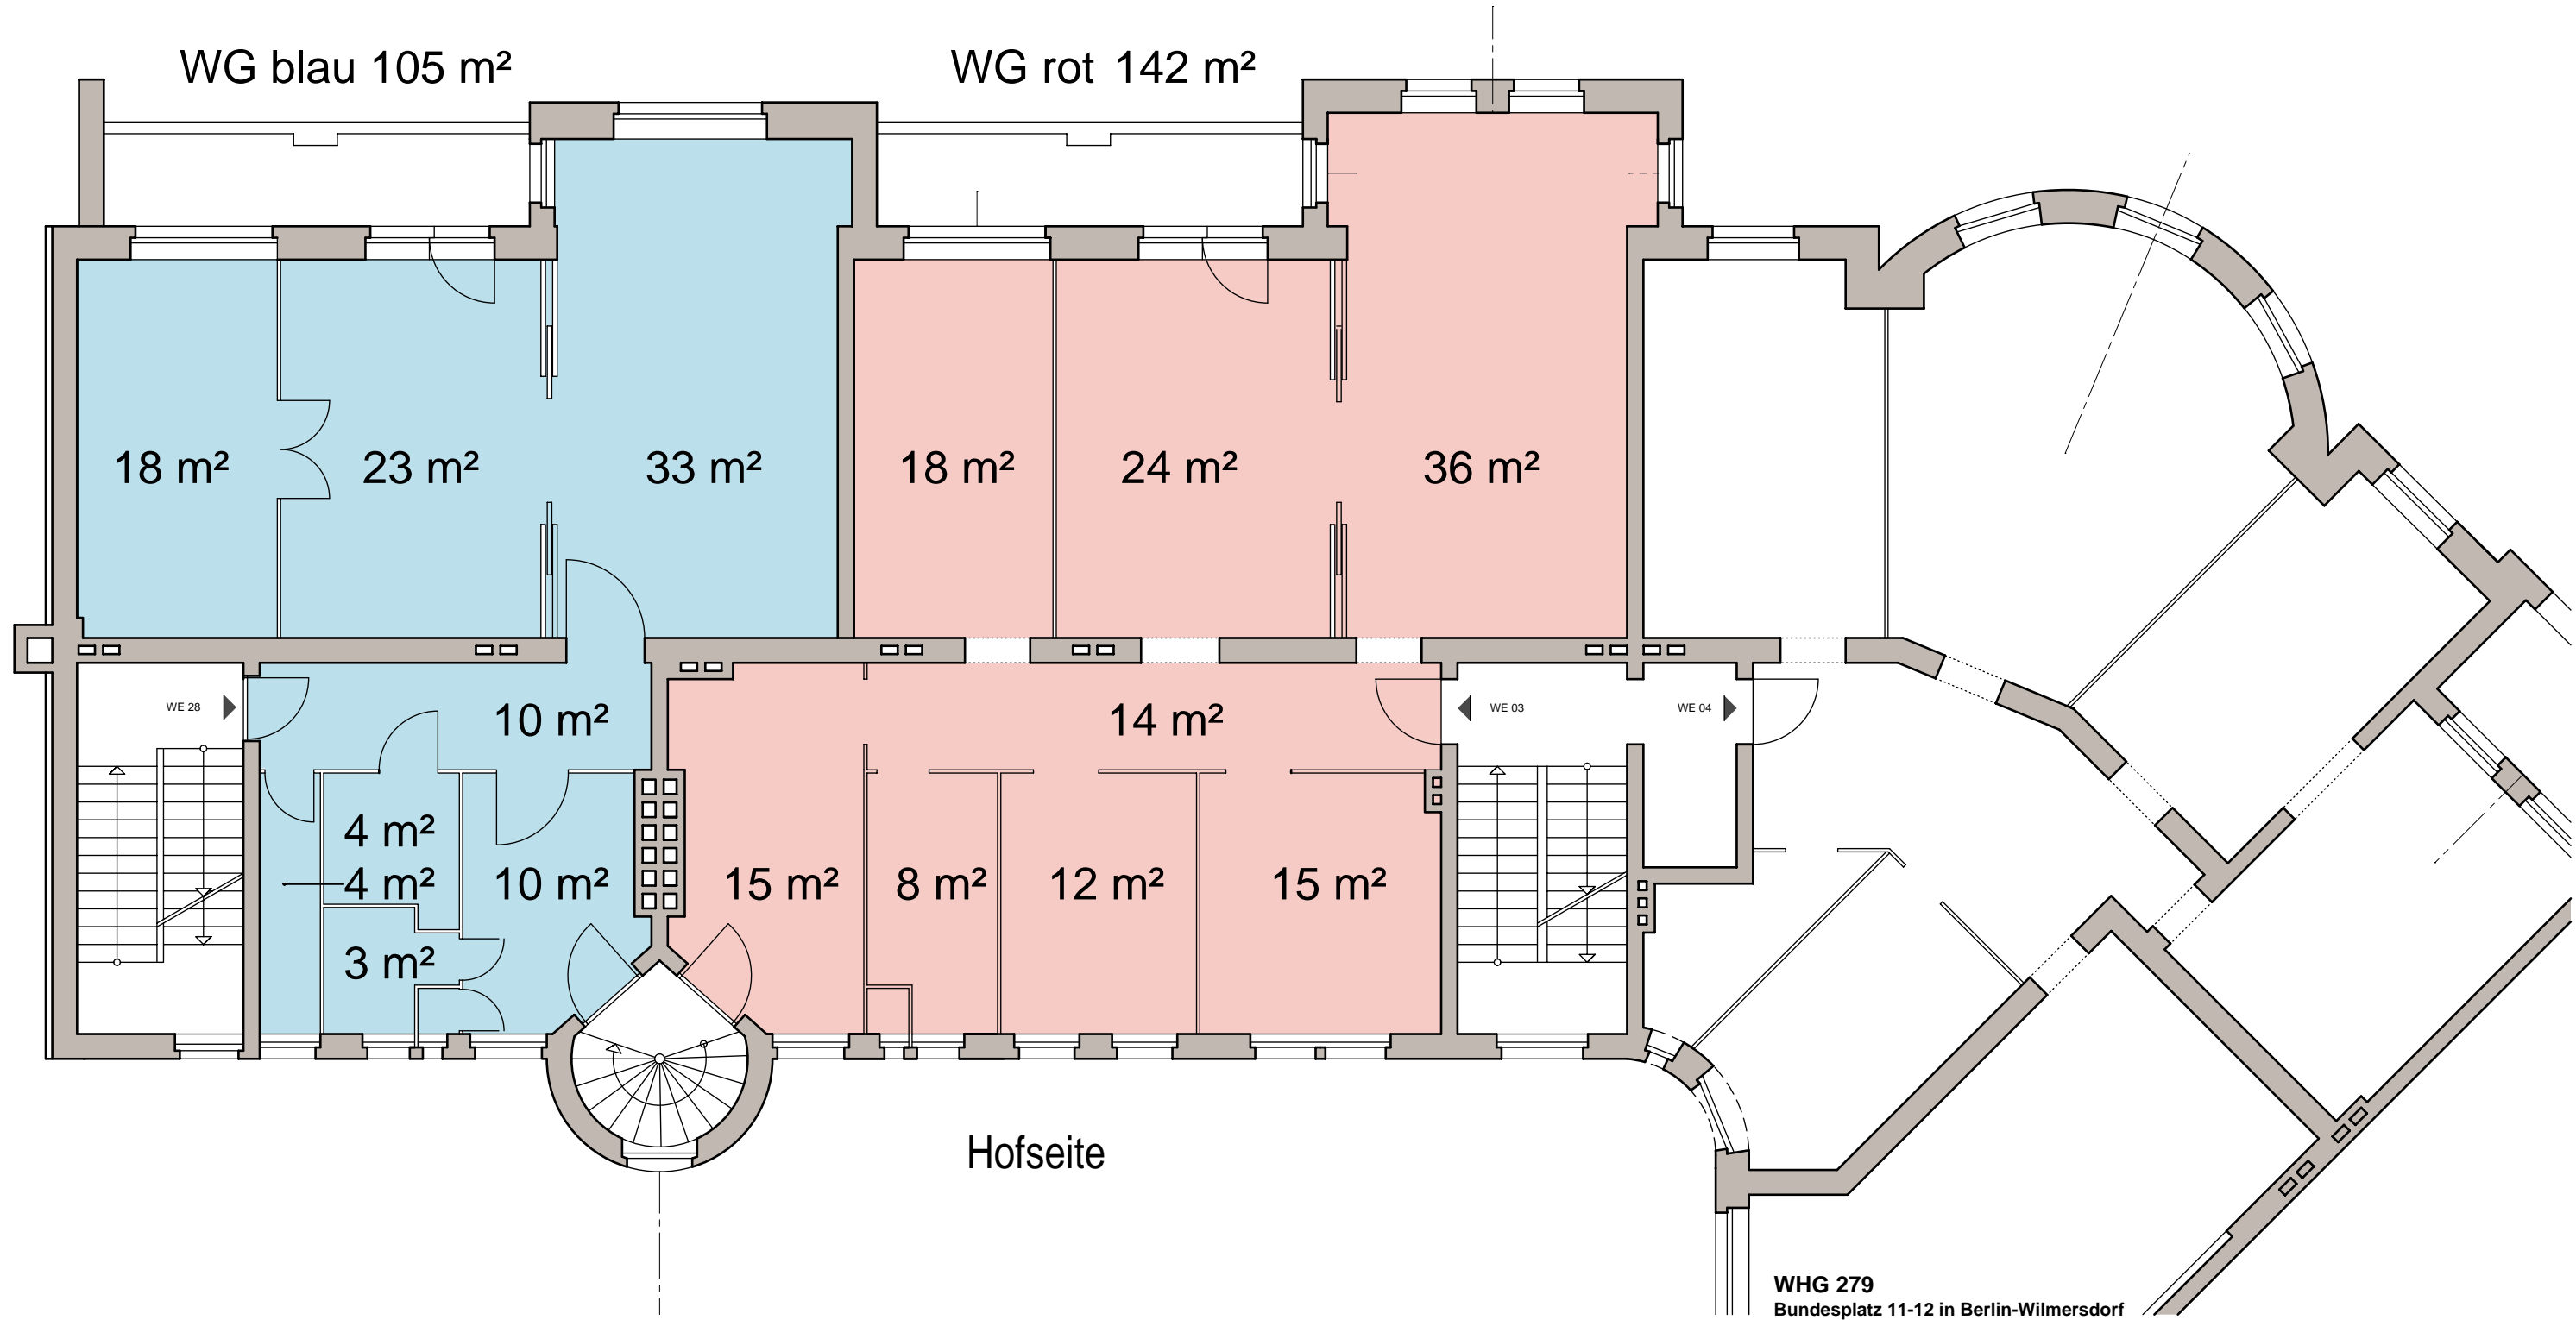 WG blau 105 m²
WG rot 142 m²
18 m²
23 m²
33 m²
18 m²
24 m²
36 m²
WE 28
10 m²
14 m²
WE 03
WE 04
4 m²
4 m²
10 m²
15 m²
8 m²
12 m²
15 m²
3 m²
Hofseite
WHG 279
Bundesplatz 11-12 in Berlin-Wilmersdorf